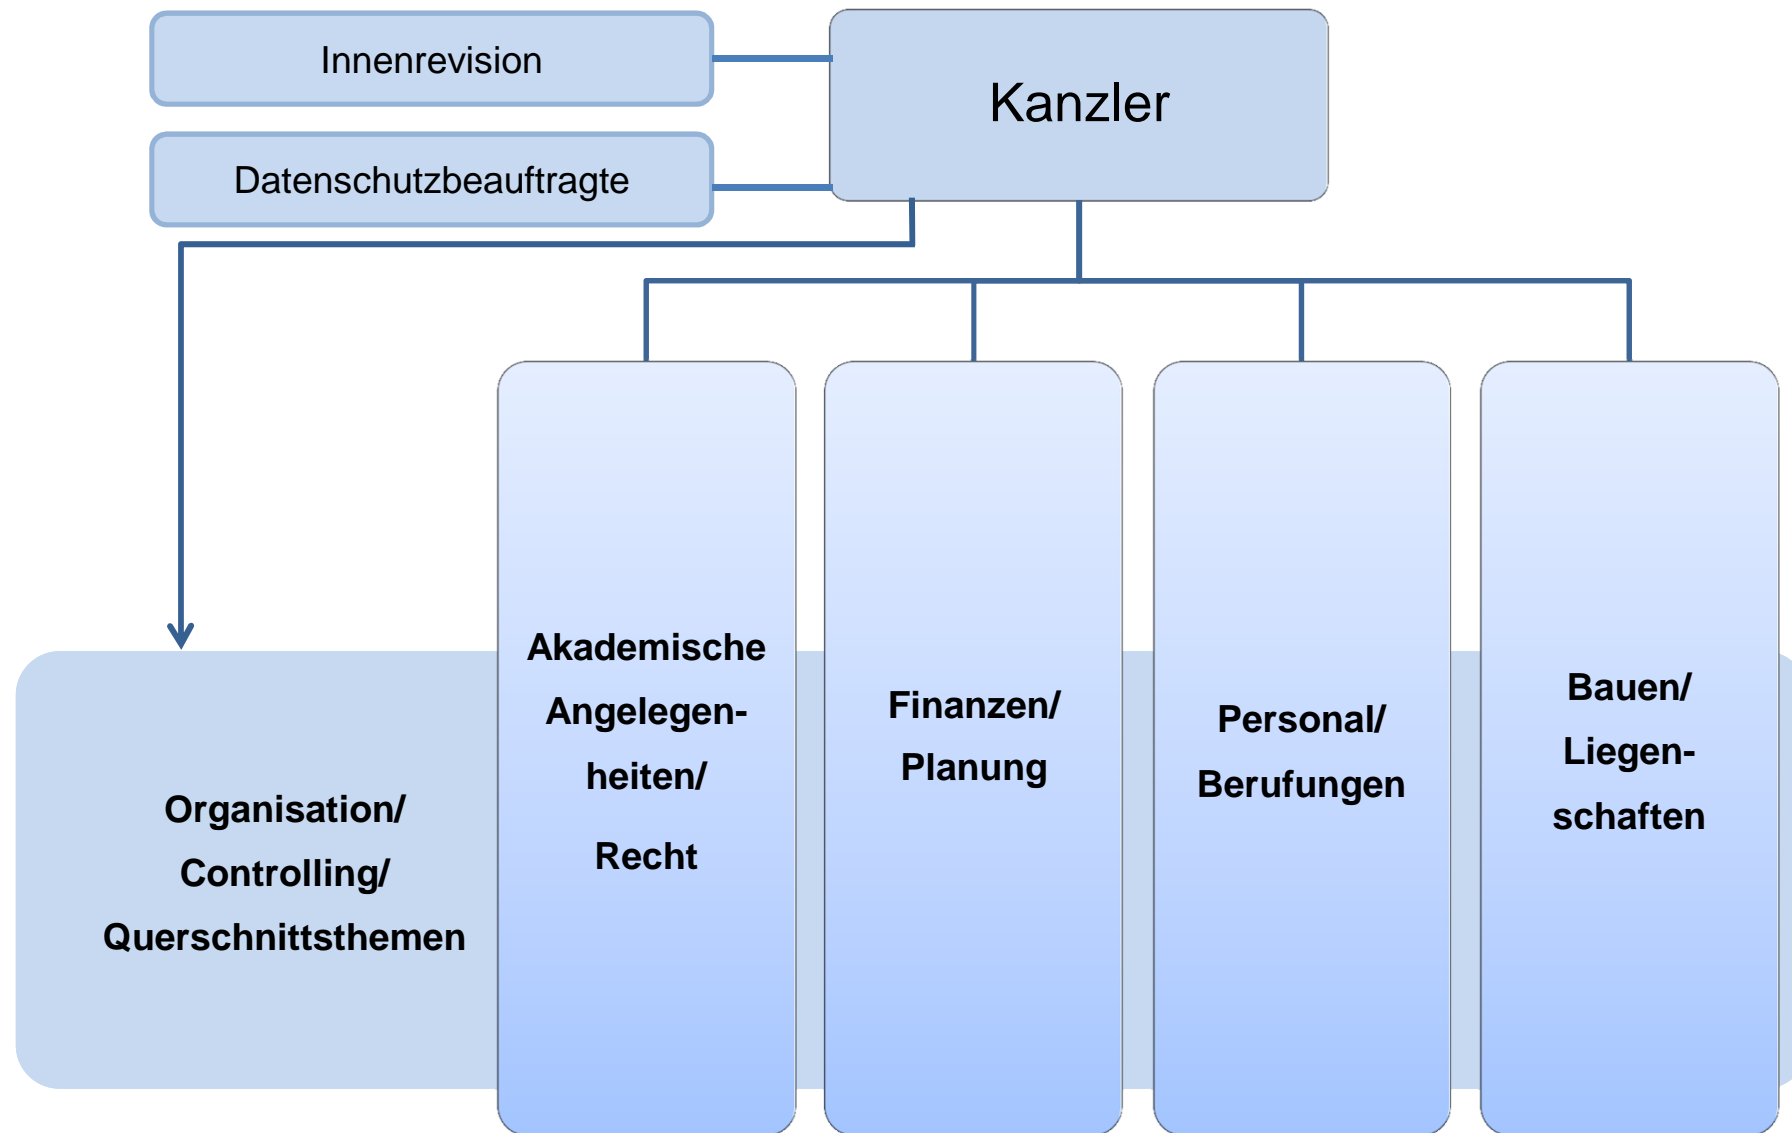 Innenrevision
Kanzler
Datenschutzbeauftragte
Organisation/
Controlling/
Querschnittsthemen
Akademische
Angelegen-
heiten/
Recht
Finanzen/
Planung
Personal/
Berufungen
Bauen/
Liegen-
schaften